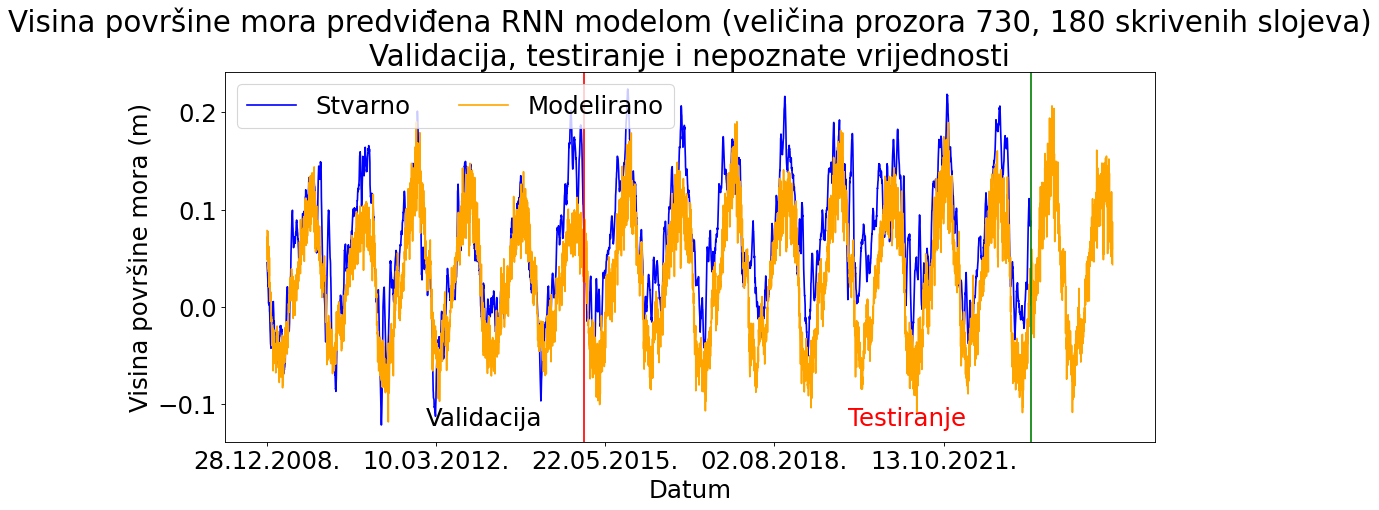 Visina površine mora predviđena RNN modelom (veličina prozora 730, 180 skrivenih slojeva)
Validacija, testiranje i nepoznate vrijednosti
Stvarno Modelirano
Visina površine mora (m)
0.2
0.1
0.0
−0.1
Validacija Testiranje
28.12.2008. 10.03.2012. 22.05.2015. 02.08.2018. 13.10.2021.
Datum